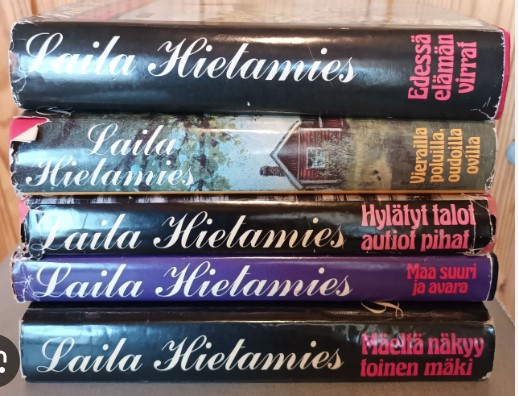 Laila Hietamies
Edessä
elämän
virrat
Laila
Hietamies
Vierailla
poluilla,
oudoilla
ovilla
Laila Hietamies
Hylätyt talot
autiot pihat
Laila Hietamies
Maa suuri
ja avara
Laila Hietamies
Mäeltä näkyy
toinen mäki